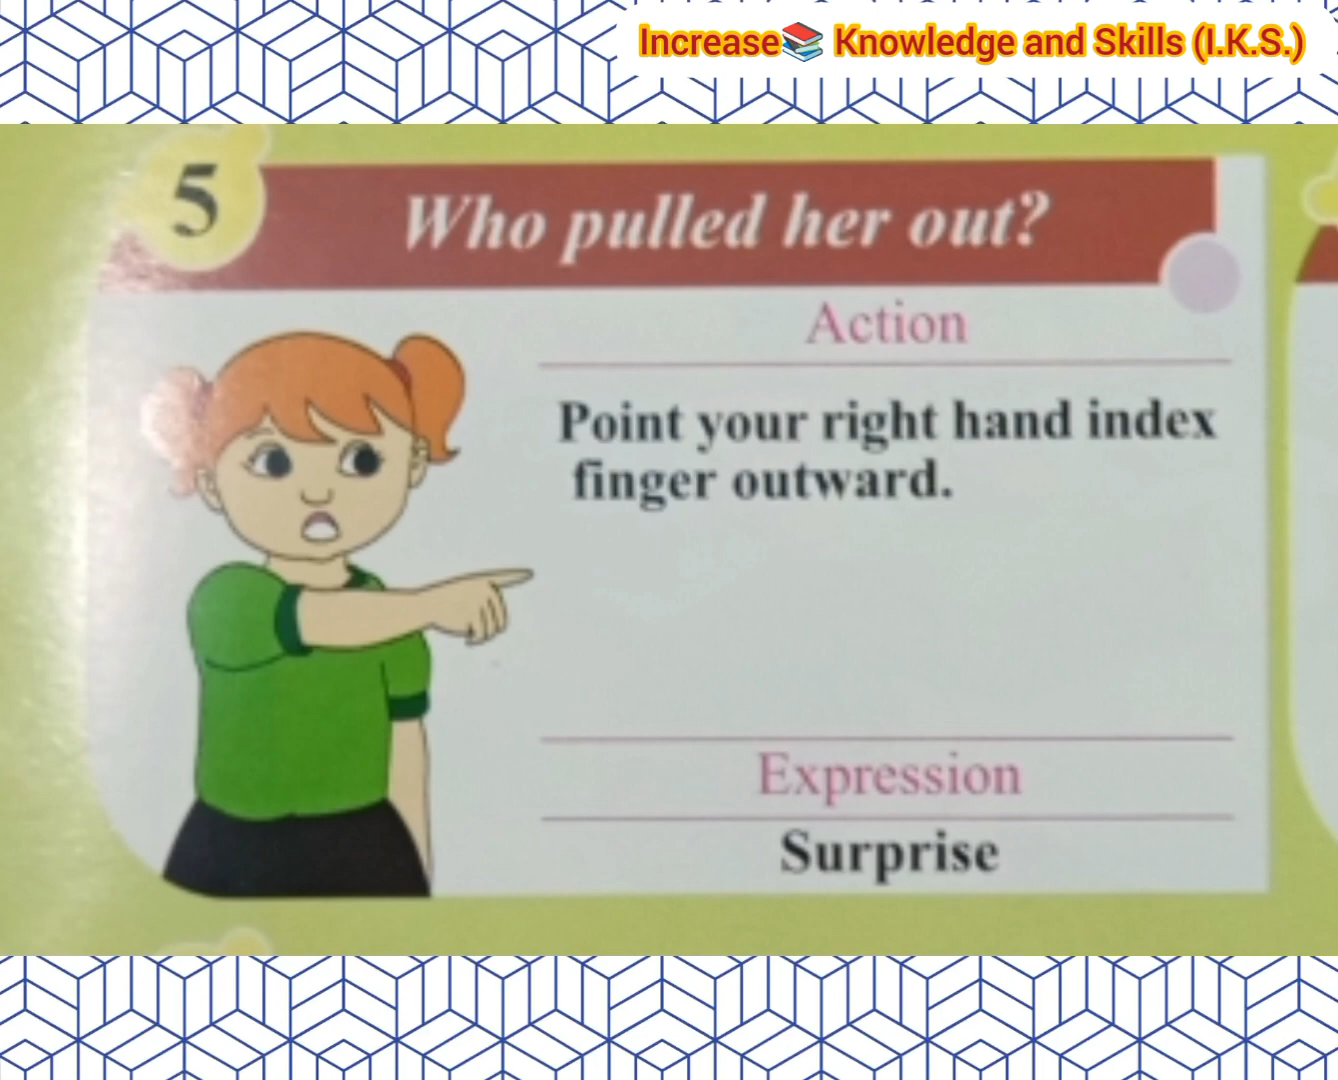 Increase📚 Knowledge and Skills (I.K.S.)
5
Who pulled her out?
Action
Point your right hand index
finger outward.
Expression
Surprise